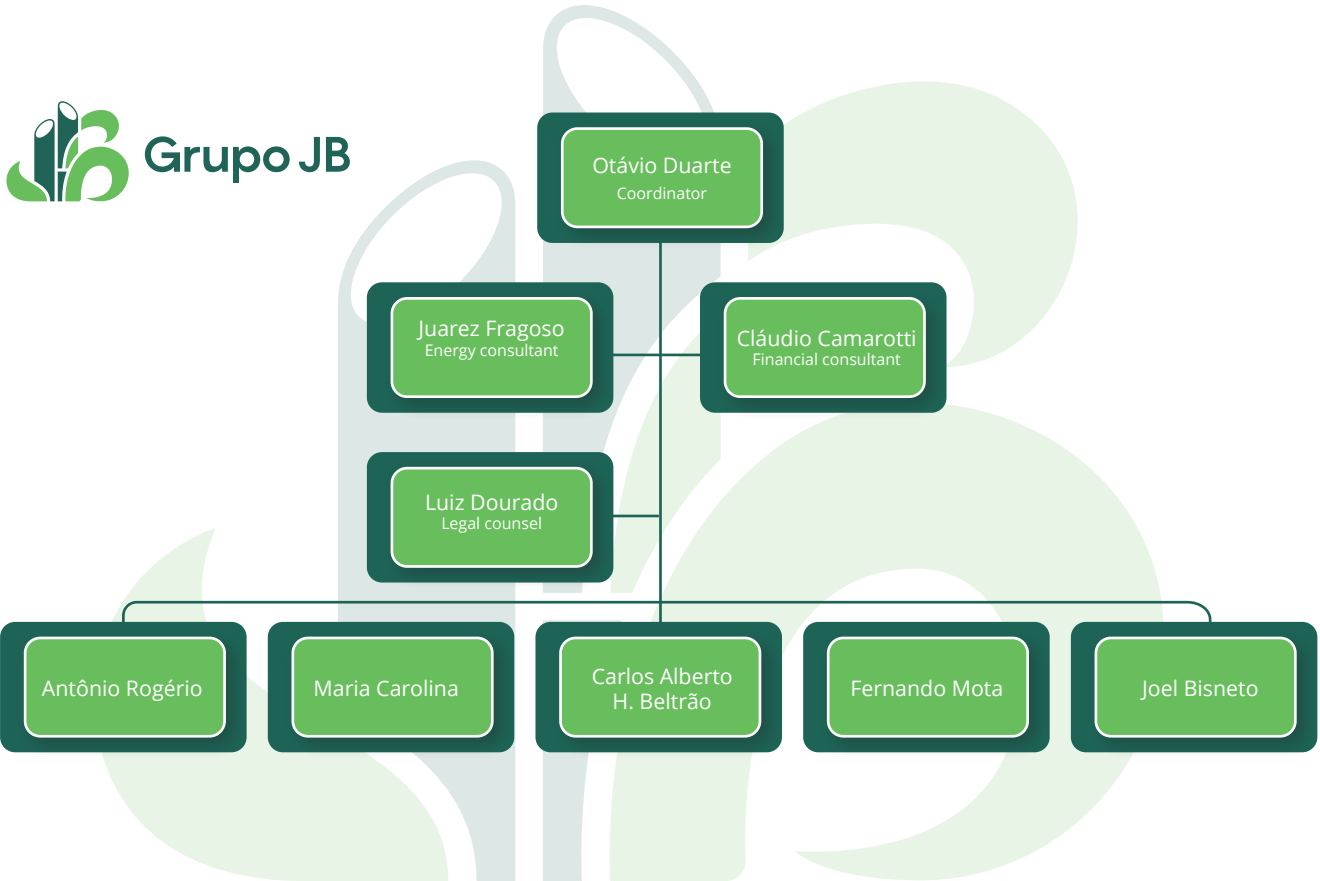 Grupo JB
Otávio Duarte
Coordinator
Juarez Fragoso
Energy consultant
Cláudio Camarotti
Financial consultant
Luiz Dourado
Legal counsel
Antônio Rogério
Maria Carolina
Carlos Alberto
H. Beltrão
Fernando Mota
Joel Bisneto